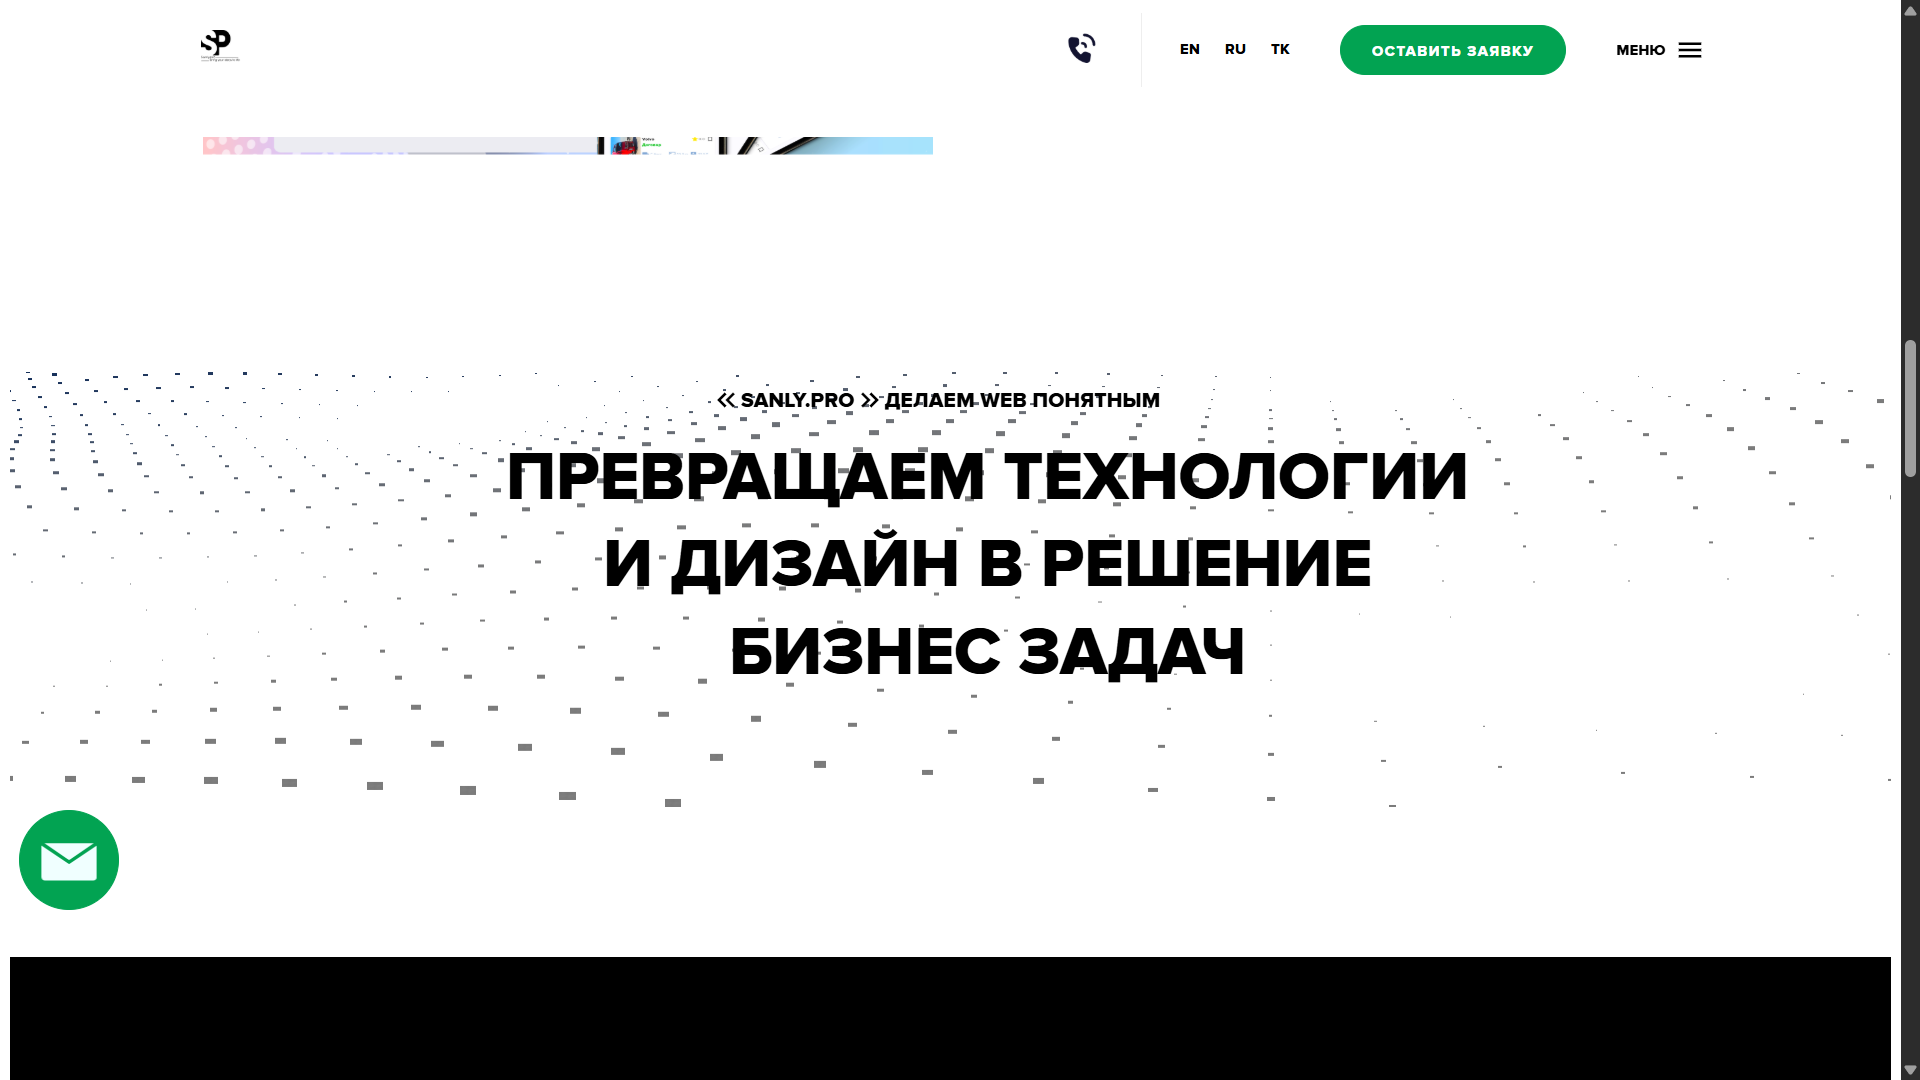 SP
EN RU TK
ОСТАВИТЬ ЗАЯВКУ
МЕНЮ
« SANLY.PRO » ДЕЛАЕМ WEB ПОНЯТНЫМ
ПРЕВРАЩАЕМ ТЕХНОЛОГИИ
И ДИЗАЙН В РЕШЕНИЕ
БИЗНЕС ЗАДАЧ